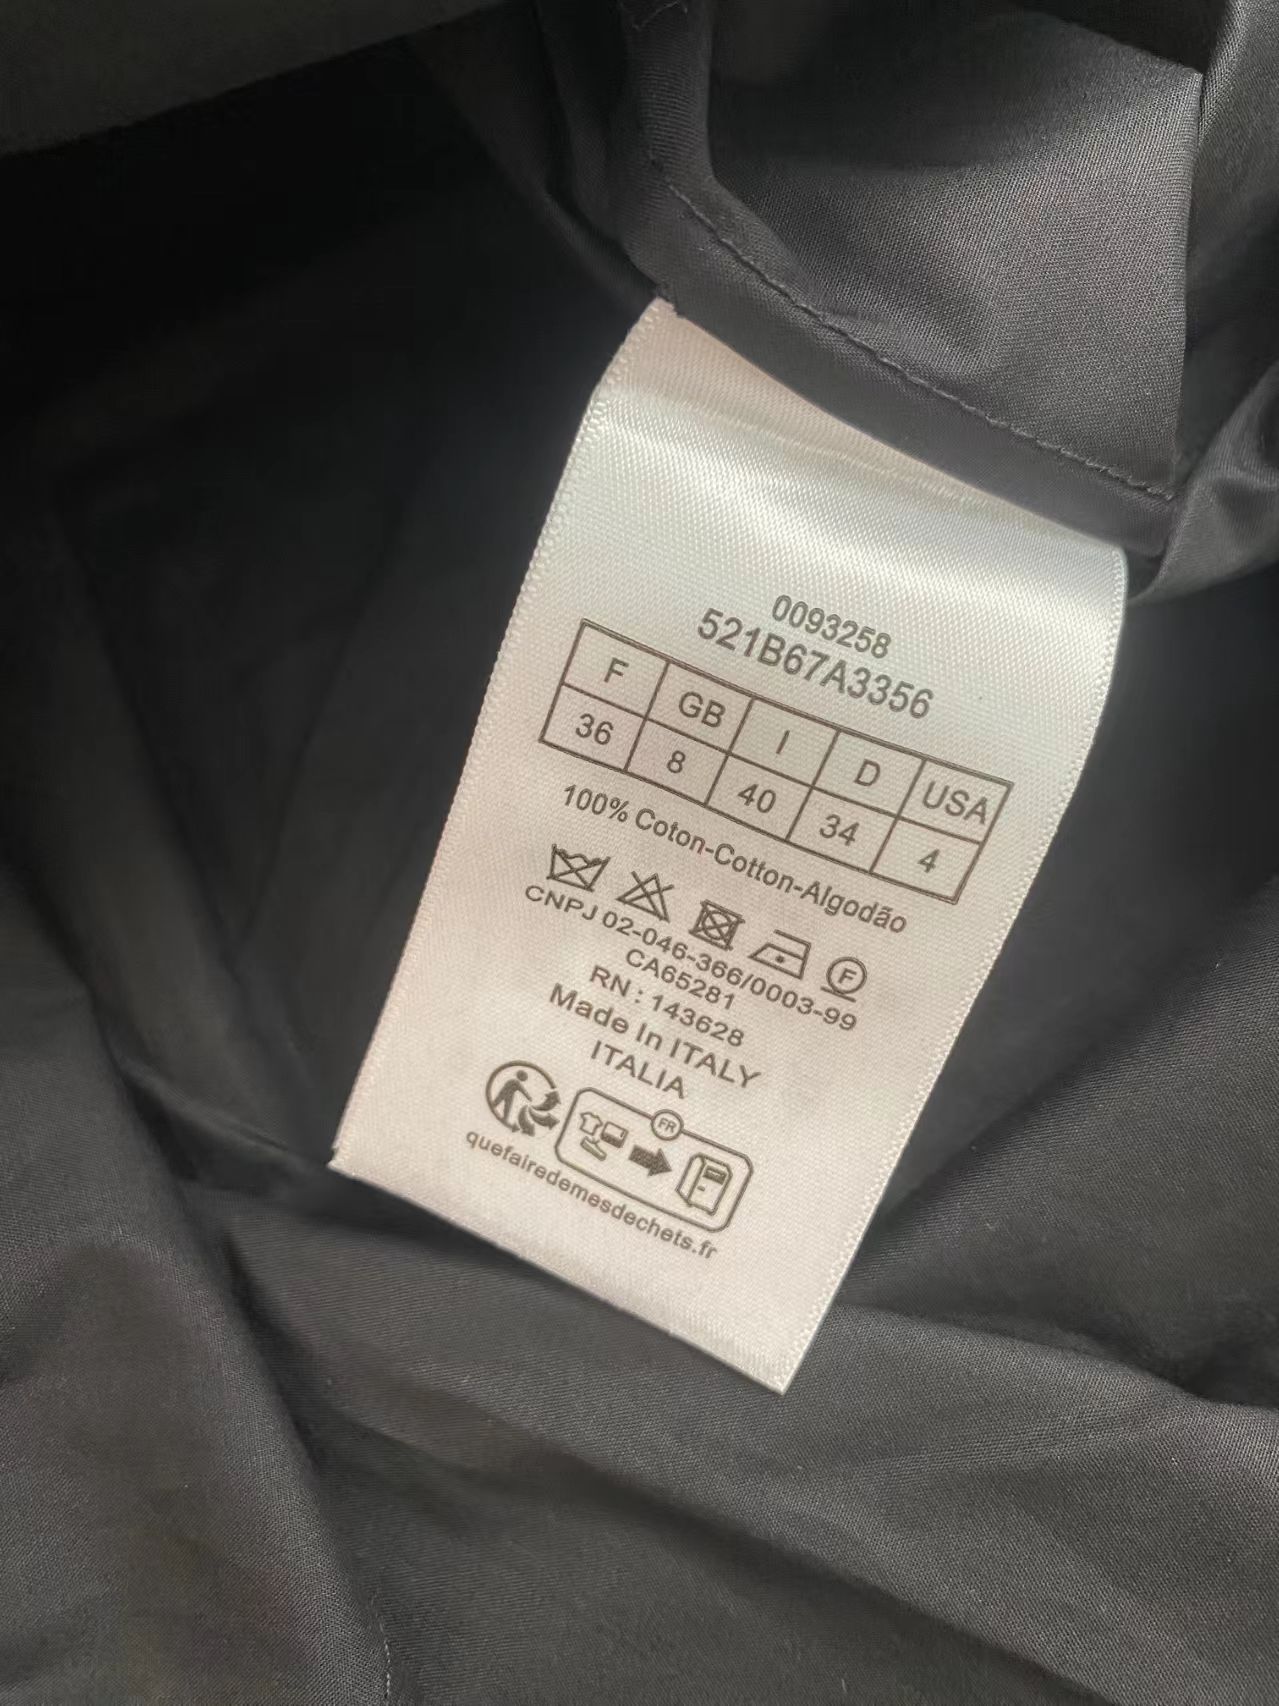 0093258
521B67A3356
F GB I D USA
36 8 40 34 4
100% Coton-Cotton-Algodão
F
CNPJ 02-046-366/0003-99
CA65281
RN : 143628
Made In ITALY
ITALIA
FR
quefairedemesdechets.fr